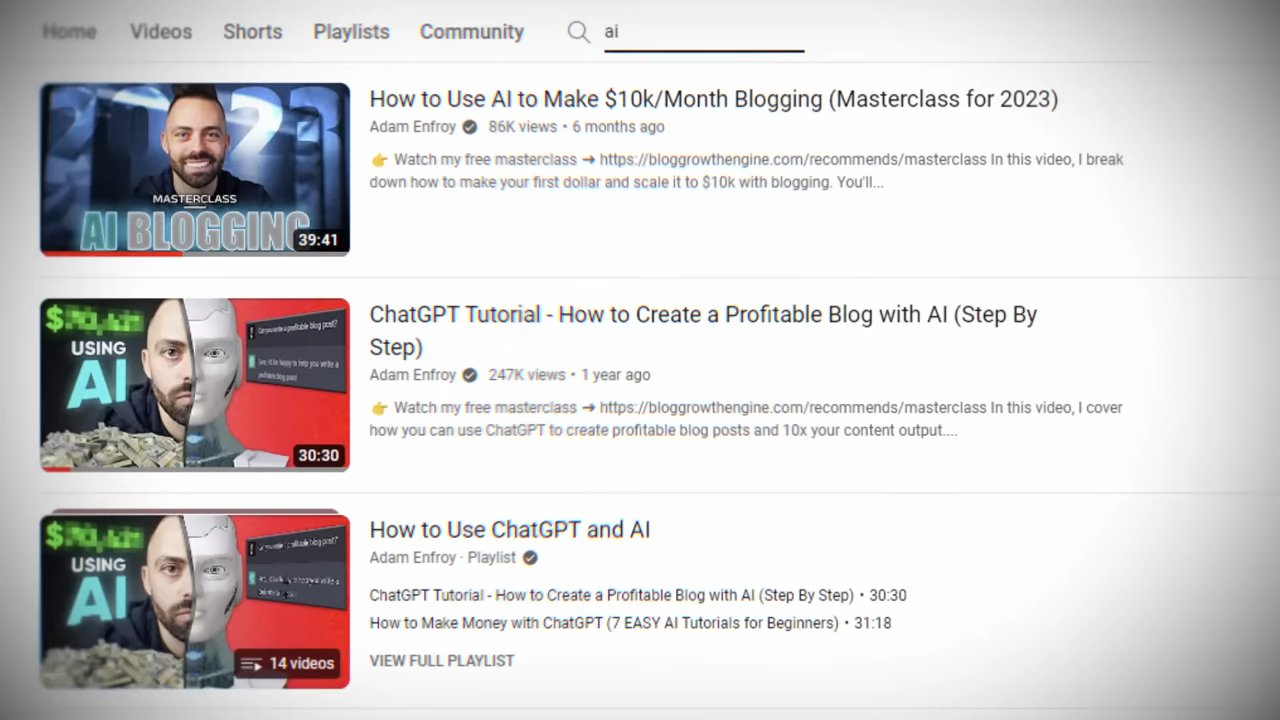 Home Videos Shorts Playlists Community ai
2023
MASTERCLASS
AI BLOGGING
39:41
How to Use AI to Make $10k/Month Blogging (Masterclass for 2023)
Adam Enfroy 86K views • 6 months ago
👉 Watch my free masterclass ➔ https://bloggrowthengine.com/recommends/masterclass In this video, I break
down how to make your first dollar and scale it to $10k with blogging. You'll...
USING
AI
Can you write a profitable blog post?
30:30
ChatGPT Tutorial - How to Create a Profitable Blog with AI (Step By
Step)
Adam Enfroy 247K views • 1 year ago
👉 Watch my free masterclass ➔ https://bloggrowthengine.com/recommends/masterclass In this video, I cover
how you can use ChatGPT to create profitable blog posts and 10x your content output....
USING
AI
14 videos
How to Use ChatGPT and AI
Adam Enfroy · Playlist
ChatGPT Tutorial - How to Create a Profitable Blog with AI (Step By Step) • 30:30
How to Make Money with ChatGPT (7 EASY AI Tutorials for Beginners) • 31:18
VIEW FULL PLAYLIST